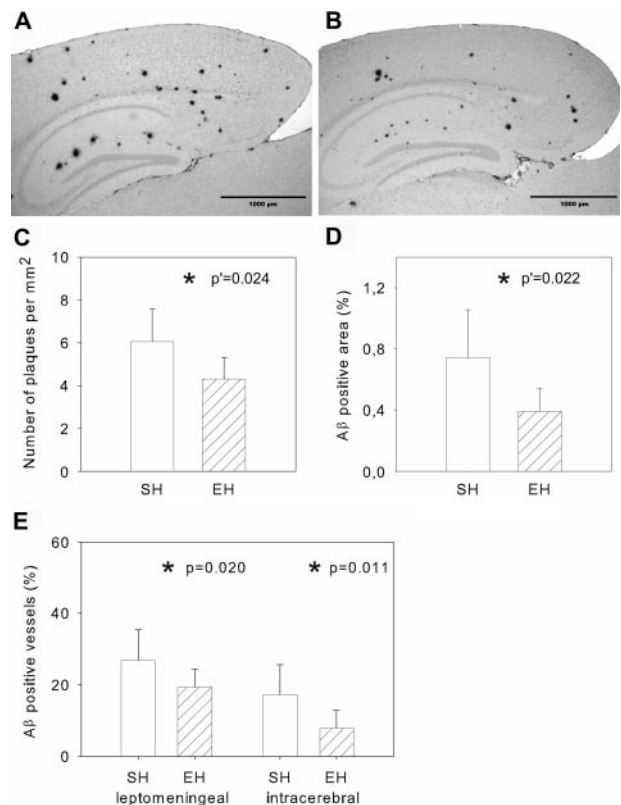 A
B
1000 µm
1000 µm
C
D
Number of plaques per mm2
10
8
6
4
2
0
* p'=0.024
SH EH
Aβ positive area (%)
1,2
0,8
0,4
0,0
* p'=0.022
SH EH
E
Aβ positive vessels (%)
60
40
20
0
* p=0.020
* p=0.011
SH EH SH EH
leptomeningeal intracerebral